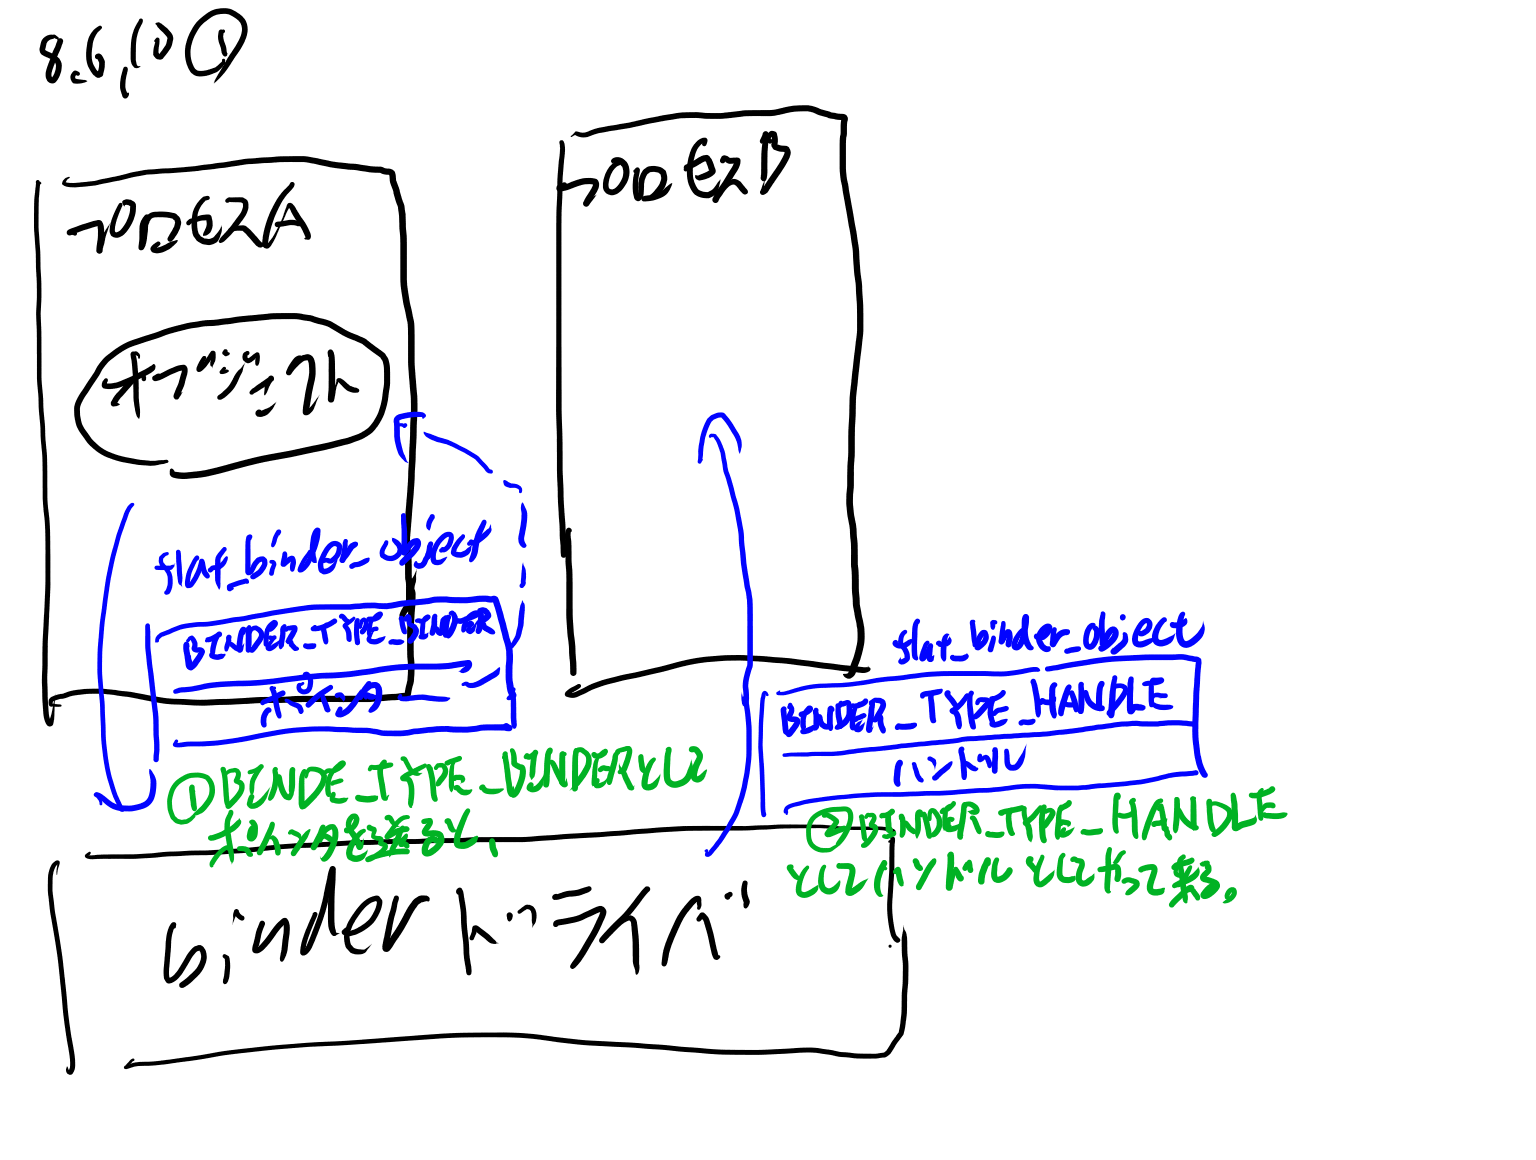 8.6.10 ①
プロセスA
プロセスB
オブジェクト
flat_binder_object
BINDER_TYPE_BINDER
ポインタ
flat_binder_object
BINDER_TYPE_HANDLE
ハンドル
①BINDE_TYPE_BINDERとして
ポインタを送ると、
②BINDER_TYPE_HANDLE
としてハンドルとしてやって来る。
binderドライバ